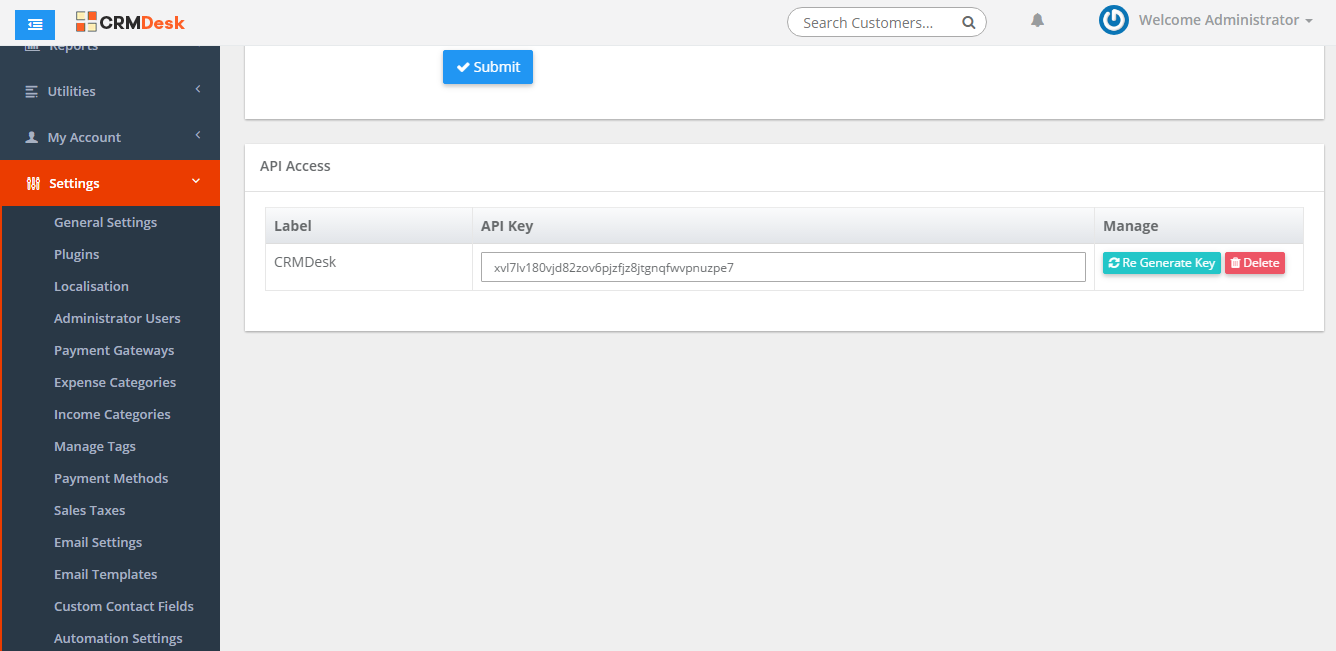 CRMDesk
Search Customers...
Welcome Administrator
Reports
Utilities
My Account
Settings
General Settings
Plugins
Localisation
Administrator Users
Payment Gateways
Expense Categories
Income Categories
Manage Tags
Payment Methods
Sales Taxes
Email Settings
Email Templates
Custom Contact Fields
Automation Settings
Submit
API Access
Label API Key Manage
CRMDesk xvl7lv180vjd82zov6pjzfjz8jtgnqfwvpnuzpe7 Re Generate Key Delete